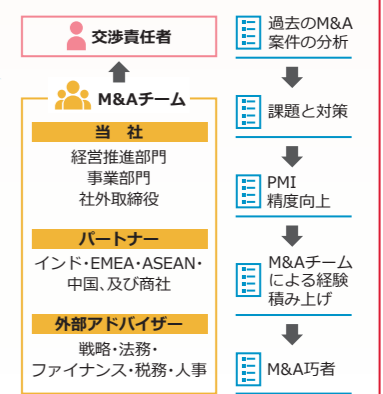 交渉責任者
M&Aチーム
当 社
経営推進部門
事業部門
社外取締役
パートナー
インド・EMEA・ASEAN・
中国、及び商社
外部アドバイザー
戦略・法務・
ファイナンス・税務・人事
過去のM&A
案件の分析
課題と対策
PMI
精度向上
M&Aチーム
による経験
積み上げ
M&A巧者